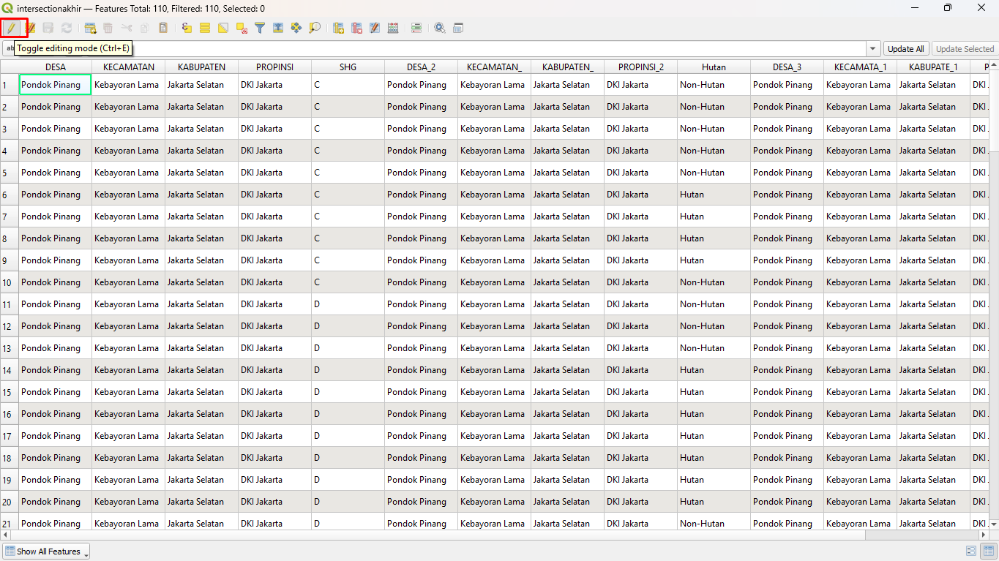 intersectionakhir — Features Total: 110, Filtered: 110, Selected: 0
ab
Toggle editing mode (Ctrl+E)
Update All Update Selected
DESA KECAMATAN KABUPATEN PROPINSI SHG DESA_2 KECAMATAN_ KABUPATEN_ PROPINSI_2 Hutan DESA_3 KECAMATA_1 KABUPATE_1 P
1 Pondok Pinang Kebayoran Lama Jakarta Selatan DKI Jakarta C Pondok Pinang Kebayoran Lama Jakarta Selatan DKI Jakarta Non-Hutan Pondok Pinang Kebayoran Lama Jakarta Selatan DKI
2 Pondok Pinang Kebayoran Lama Jakarta Selatan DKI Jakarta C Pondok Pinang Kebayoran Lama Jakarta Selatan DKI Jakarta Non-Hutan Pondok Pinang Kebayoran Lama Jakarta Selatan DKI
3 Pondok Pinang Kebayoran Lama Jakarta Selatan DKI Jakarta C Pondok Pinang Kebayoran Lama Jakarta Selatan DKI Jakarta Non-Hutan Pondok Pinang Kebayoran Lama Jakarta Selatan DKI
4 Pondok Pinang Kebayoran Lama Jakarta Selatan DKI Jakarta C Pondok Pinang Kebayoran Lama Jakarta Selatan DKI Jakarta Non-Hutan Pondok Pinang Kebayoran Lama Jakarta Selatan DKI
5 Pondok Pinang Kebayoran Lama Jakarta Selatan DKI Jakarta C Pondok Pinang Kebayoran Lama Jakarta Selatan DKI Jakarta Non-Hutan Pondok Pinang Kebayoran Lama Jakarta Selatan DKI
6 Pondok Pinang Kebayoran Lama Jakarta Selatan DKI Jakarta C Pondok Pinang Kebayoran Lama Jakarta Selatan DKI Jakarta Hutan Pondok Pinang Kebayoran Lama Jakarta Selatan DKI
7 Pondok Pinang Kebayoran Lama Jakarta Selatan DKI Jakarta C Pondok Pinang Kebayoran Lama Jakarta Selatan DKI Jakarta Hutan Pondok Pinang Kebayoran Lama Jakarta Selatan DKI
8 Pondok Pinang Kebayoran Lama Jakarta Selatan DKI Jakarta C Pondok Pinang Kebayoran Lama Jakarta Selatan DKI Jakarta Hutan Pondok Pinang Kebayoran Lama Jakarta Selatan DKI
9 Pondok Pinang Kebayoran Lama Jakarta Selatan DKI Jakarta C Pondok Pinang Kebayoran Lama Jakarta Selatan DKI Jakarta Hutan Pondok Pinang Kebayoran Lama Jakarta Selatan DKI
10 Pondok Pinang Kebayoran Lama Jakarta Selatan DKI Jakarta C Pondok Pinang Kebayoran Lama Jakarta Selatan DKI Jakarta Non-Hutan Pondok Pinang Kebayoran Lama Jakarta Selatan DKI
11 Pondok Pinang Kebayoran Lama Jakarta Selatan DKI Jakarta D Pondok Pinang Kebayoran Lama Jakarta Selatan DKI Jakarta Non-Hutan Pondok Pinang Kebayoran Lama Jakarta Selatan DKI
12 Pondok Pinang Kebayoran Lama Jakarta Selatan DKI Jakarta D Pondok Pinang Kebayoran Lama Jakarta Selatan DKI Jakarta Non-Hutan Pondok Pinang Kebayoran Lama Jakarta Selatan DKI
13 Pondok Pinang Kebayoran Lama Jakarta Selatan DKI Jakarta D Pondok Pinang Kebayoran Lama Jakarta Selatan DKI Jakarta Non-Hutan Pondok Pinang Kebayoran Lama Jakarta Selatan DKI
14 Pondok Pinang Kebayoran Lama Jakarta Selatan DKI Jakarta D Pondok Pinang Kebayoran Lama Jakarta Selatan DKI Jakarta Hutan Pondok Pinang Kebayoran Lama Jakarta Selatan DKI
15 Pondok Pinang Kebayoran Lama Jakarta Selatan DKI Jakarta D Pondok Pinang Kebayoran Lama Jakarta Selatan DKI Jakarta Hutan Pondok Pinang Kebayoran Lama Jakarta Selatan DKI
16 Pondok Pinang Kebayoran Lama Jakarta Selatan DKI Jakarta D Pondok Pinang Kebayoran Lama Jakarta Selatan DKI Jakarta Hutan Pondok Pinang Kebayoran Lama Jakarta Selatan DKI
17 Pondok Pinang Kebayoran Lama Jakarta Selatan DKI Jakarta D Pondok Pinang Kebayoran Lama Jakarta Selatan DKI Jakarta Hutan Pondok Pinang Kebayoran Lama Jakarta Selatan DKI
18 Pondok Pinang Kebayoran Lama Jakarta Selatan DKI Jakarta D Pondok Pinang Kebayoran Lama Jakarta Selatan DKI Jakarta Hutan Pondok Pinang Kebayoran Lama Jakarta Selatan DKI
19 Pondok Pinang Kebayoran Lama Jakarta Selatan DKI Jakarta D Pondok Pinang Kebayoran Lama Jakarta Selatan DKI Jakarta Hutan Pondok Pinang Kebayoran Lama Jakarta Selatan DKI
20 Pondok Pinang Kebayoran Lama Jakarta Selatan DKI Jakarta D Pondok Pinang Kebayoran Lama Jakarta Selatan DKI Jakarta Hutan Pondok Pinang Kebayoran Lama Jakarta Selatan DKI
21 Pondok Pinang Kebayoran Lama Jakarta Selatan DKI Jakarta D Pondok Pinang Kebayoran Lama Jakarta Selatan DKI Jakarta Non-Hutan Pondok Pinang Kebayoran Lama Jakarta Selatan DKI
Show All Features